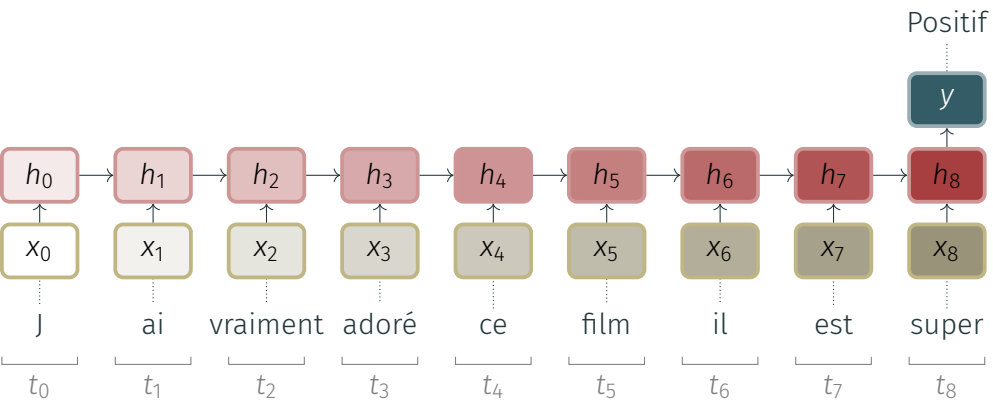 Positif
y
h₀ h₁ h₂ h₃ h₄ h₅ h₆ h₇ h₈
x₀ x₁ x₂ x₃ x₄ x₅ x₆ x₇ x₈
J ai vraiment adoré ce film il est super
t₀ t₁ t₂ t₃ t₄ t₅ t₆ t₇ t₈